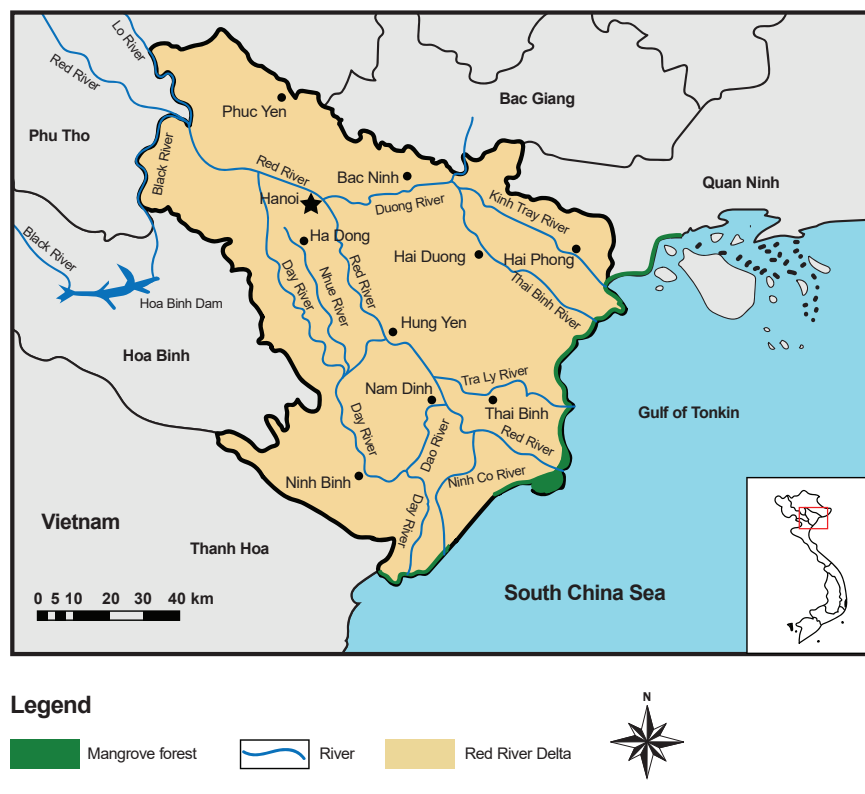 Lo River
Red River
Bac Giang
Phuc Yen
Phu Tho
Black River
Red River
Bac Ninh
Quan Ninh
Hanoi
Duong River
Kinh Tray River
Ha Dong
Black River
Hai Duong
Hai Phong
Day River
Nhue River
Red River
Thai Binh River
Hoa Binh Dam
Hung Yen
Hoa Binh
Tra Ly River
Nam Dinh
Thai Binh
Gulf of Tonkin
Day River
Dao River
Red River
Ninh Binh
Ninh Co River
Day River
Vietnam
Thanh Hoa
South China Sea
0 5 10 20 30 40 km
Legend
N
Mangrove forest
River
Red River Delta